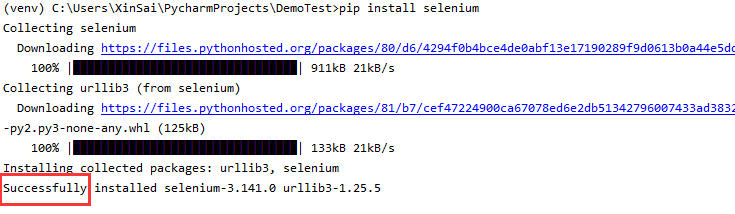 (venv) C:\Users\XinSai\PycharmProjects\DemoTest>pip install selenium
Collecting selenium
Downloading https://files.pythonhosted.org/packages/80/d6/4294f0b4bce4de0abf13e17190289f9d0613b0a44e5dd
100% || 911kB 21kB/s
Collecting urllib3 (from selenium)
Downloading https://files.pythonhosted.org/packages/81/b7/cef47224900ca67078ed6e2db51342796007433ad3832
-py2.py3-none-any.whl (125kB)
100% || 133kB 21kB/s
Installing collected packages: urllib3, selenium
Successfully installed selenium-3.141.0 urllib3-1.25.5